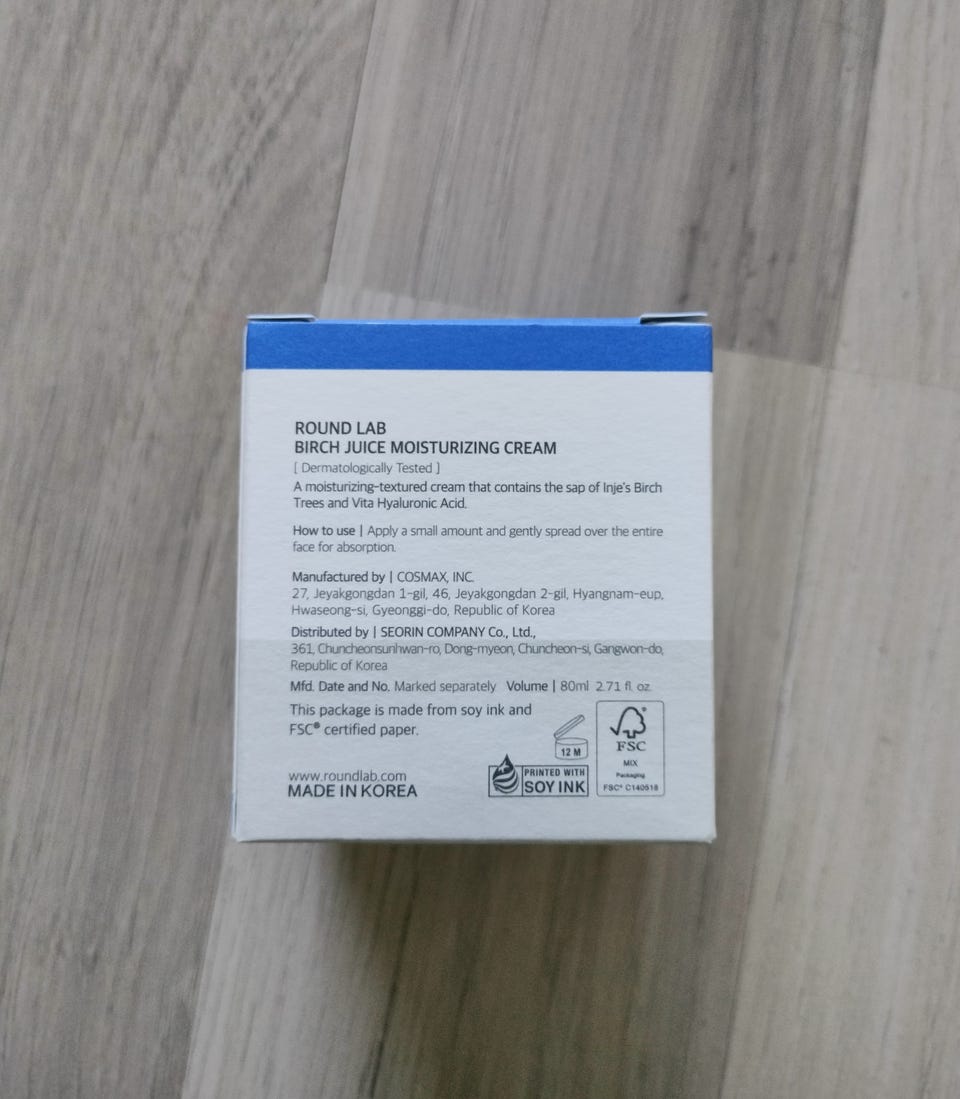 ROUND LAB
BIRCH JUICE MOISTURIZING CREAM
[ Dermatologically Tested ]
A moisturizing-textured cream that contains the sap of Inje's Birch
Trees and Vita Hyaluronic Acid.
How to use | Apply a small amount and gently spread over the entire
face for absorption.
Manufactured by | COSMAX, INC.
27, Jeyakgongdan 1-gil, 46, Jeyakgongdan 2-gil, Hyangnam-eup,
Hwaseong-si, Gyeonggi-do, Republic of Korea
Distributed by | SEORIN COMPANY Co., Ltd.,
361, Chuncheonsunhwan-ro, Dong-myeon, Chuncheon-si, Gangwon-do,
Republic of Korea
Mfd. Date and No. Marked separately Volume | 80ml 2.71 fl. oz.
This package is made from soy ink and
FSC® certified paper.
www.roundlab.com
MADE IN KOREA
12 M
PRINTED WITH
SOY INK
FSC
MIX
Packaging
FSC® C140518